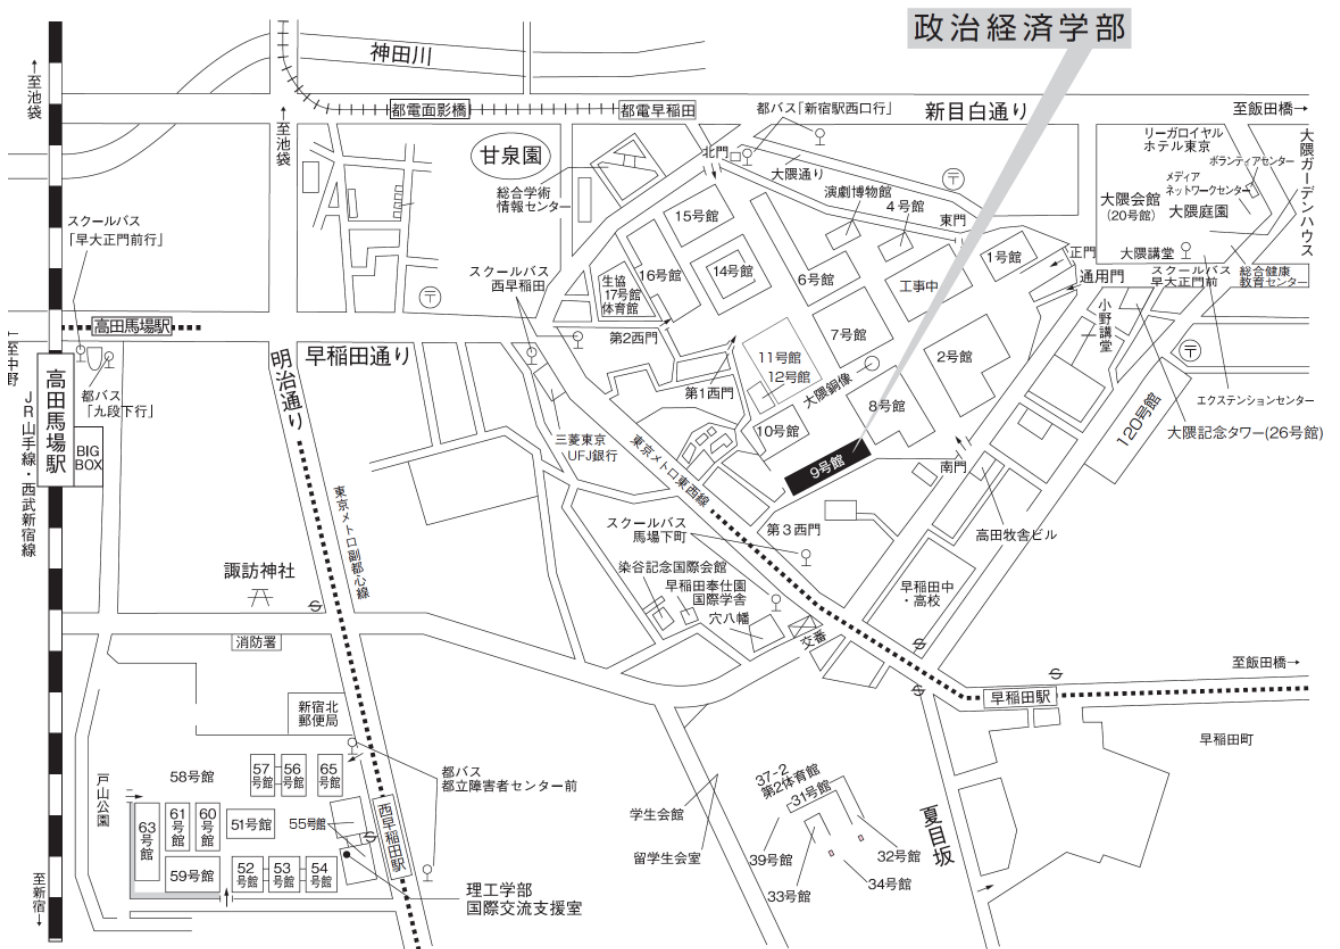 政治経済学部
神田川
←至池袋
←至池袋
都電面影橋
都電早稲田
都バス「新宿駅西口行」
新目白通り
至飯田橋→
甘泉園
北門
大隈通り
リーガロイヤル
ホテル東京
ボランティアセンター
大隈ガーデンハウス
総合学術
情報センター
演劇博物館
4号館
メディア
ネットワークセンター
大隈会館
(20号館)
大隈庭園
スクールバス
「早大正門前行」
15号館
東門
大隈講堂
正門
1号館
スクールバス
西早稲田
生協
17号館
体育館
16号館
14号館
6号館
工事中
通用門
スクールバス
早大正門前
総合健康
教育センター
小野講堂
高田馬場駅
早稲田通り
明治通り
第2西門
7号館
2号館
11号館
12号館
至中野
高田馬場駅
JR山手線・西武新宿線
都バス
「九段下行」
BIG
BOX
第1西門
大隈銅像
8号館
エクステンションセンター
120号館
大隈記念タワー(26号館)
三菱東京
UFJ銀行
10号館
9号館
南門
東京メトロ東西線
東京メトロ副都心線
スクールバス
馬場下町
第3西門
高田牧舎ビル
諏訪神社
染谷記念国際会館
早稲田奉仕園
国際学舎
早稲田中
・高校
穴八幡
交番
消防署
至飯田橋→
早稲田駅
早稲田町
新宿北
郵便局
戸山公園
58号館
57
号館
56
号館
65
号館
都バス
都立障害者センター前
37-2
第2体育館
31号館
学生会館
夏目坂
63号館
61号館
60号館
51号館
55号館
西早稲田駅
留学生会室
39号館
32号館
33号館
34号館
59号館
52
号館
53
号館
54
号館
理工学部
国際交流支援室
至新宿→